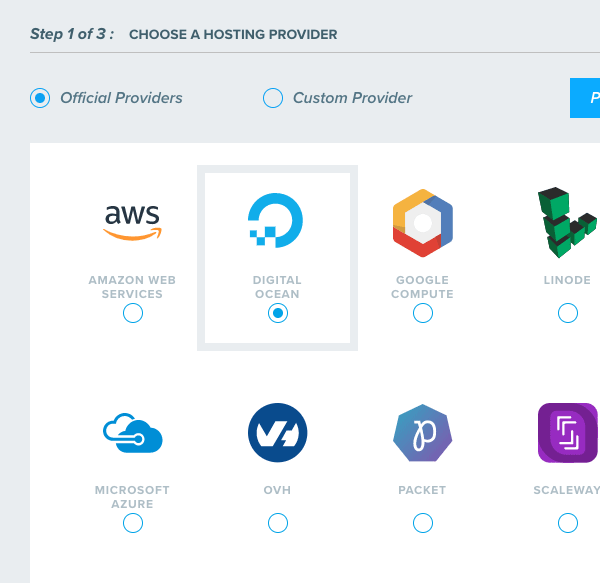 Step 1 of 3 : CHOOSE A HOSTING PROVIDER
Official Providers Custom Provider P
aws
AMAZON WEB SERVICES
DIGITAL OCEAN
GOOGLE COMPUTE
LINODE
MICROSOFT AZURE
OVH
PACKET
SCALEWAY